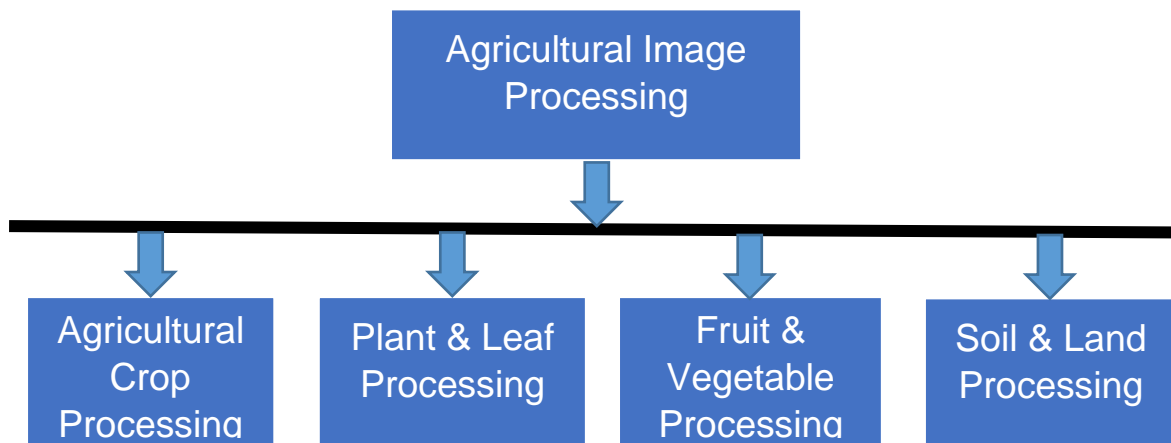 Agricultural Image
Processing
Agricultural
Crop
Processing
Plant & Leaf
Processing
Fruit &
Vegetable
Processing
Soil & Land
Processing